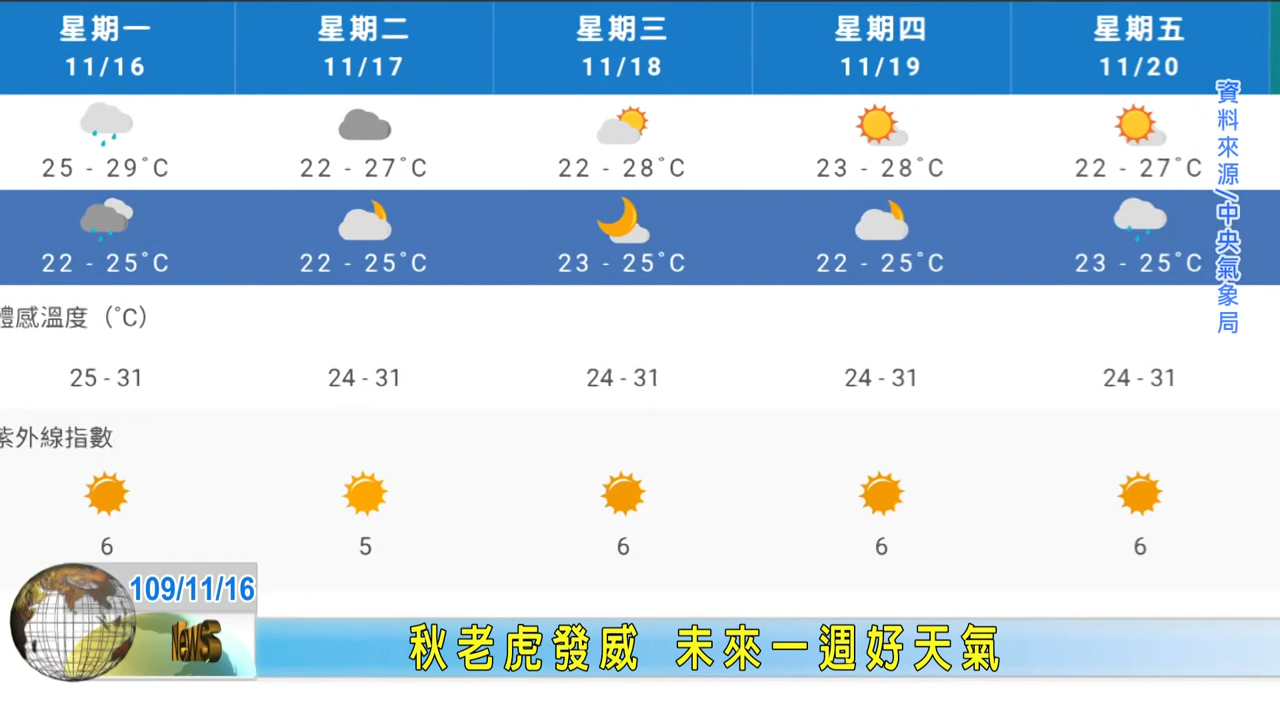 星期一 星期二 星期三 星期四 星期五
11/16 11/17 11/18 11/19 11/20
25 - 29°C 22 - 27°C 22 - 28°C 23 - 28°C 22 - 27°C
22 - 25°C 22 - 25°C 23 - 25°C 22 - 25°C 23 - 25°C
資料來源/中央氣象局
體感溫度（°C）
25 - 31 24 - 31 24 - 31 24 - 31 24 - 31
紫外線指數
6 5 6 6 6
109/11/16
NewsS
秋老虎發威 未來一週好天氣